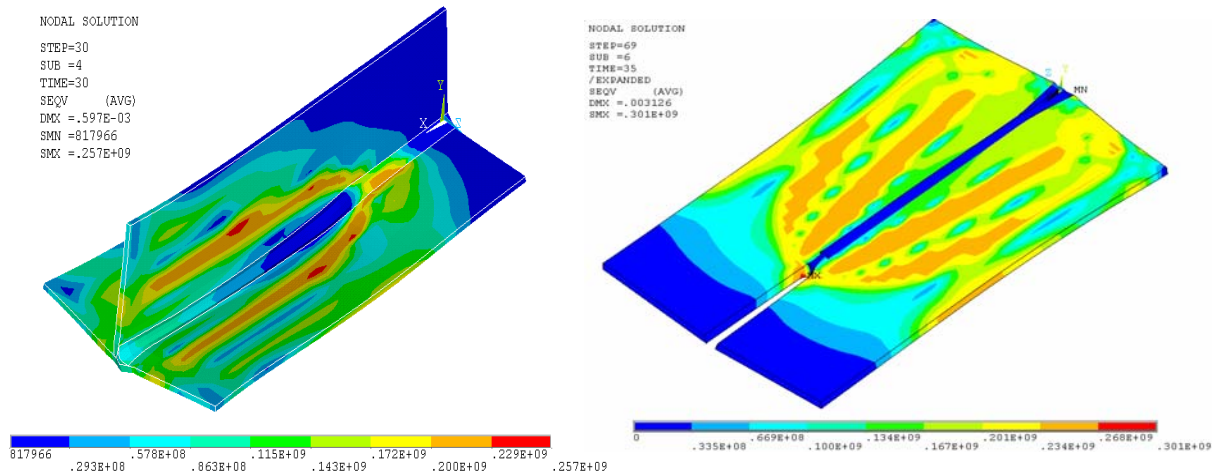 NODAL SOLUTION
STEP=30
SUB =4
TIME=30
SEQV (AVG)
DMX =.597E-03
SMN =817966
SMX =.257E+09
Y
X
Z
817966 .578E+08 .115E+09 .172E+09 .229E+09
.293E+08 .863E+08 .143E+09 .200E+09 .257E+09
NODAL SOLUTION
STEP=69
SUB =6
TIME=35
/EXPANDED
SEQV (AVG)
DMX =.003126
SMX =.301E+09
Y
MN
MX
0 .669E+08 .134E+09 .201E+09 .268E+09
.335E+08 .100E+09 .167E+09 .234E+09 .301E+09